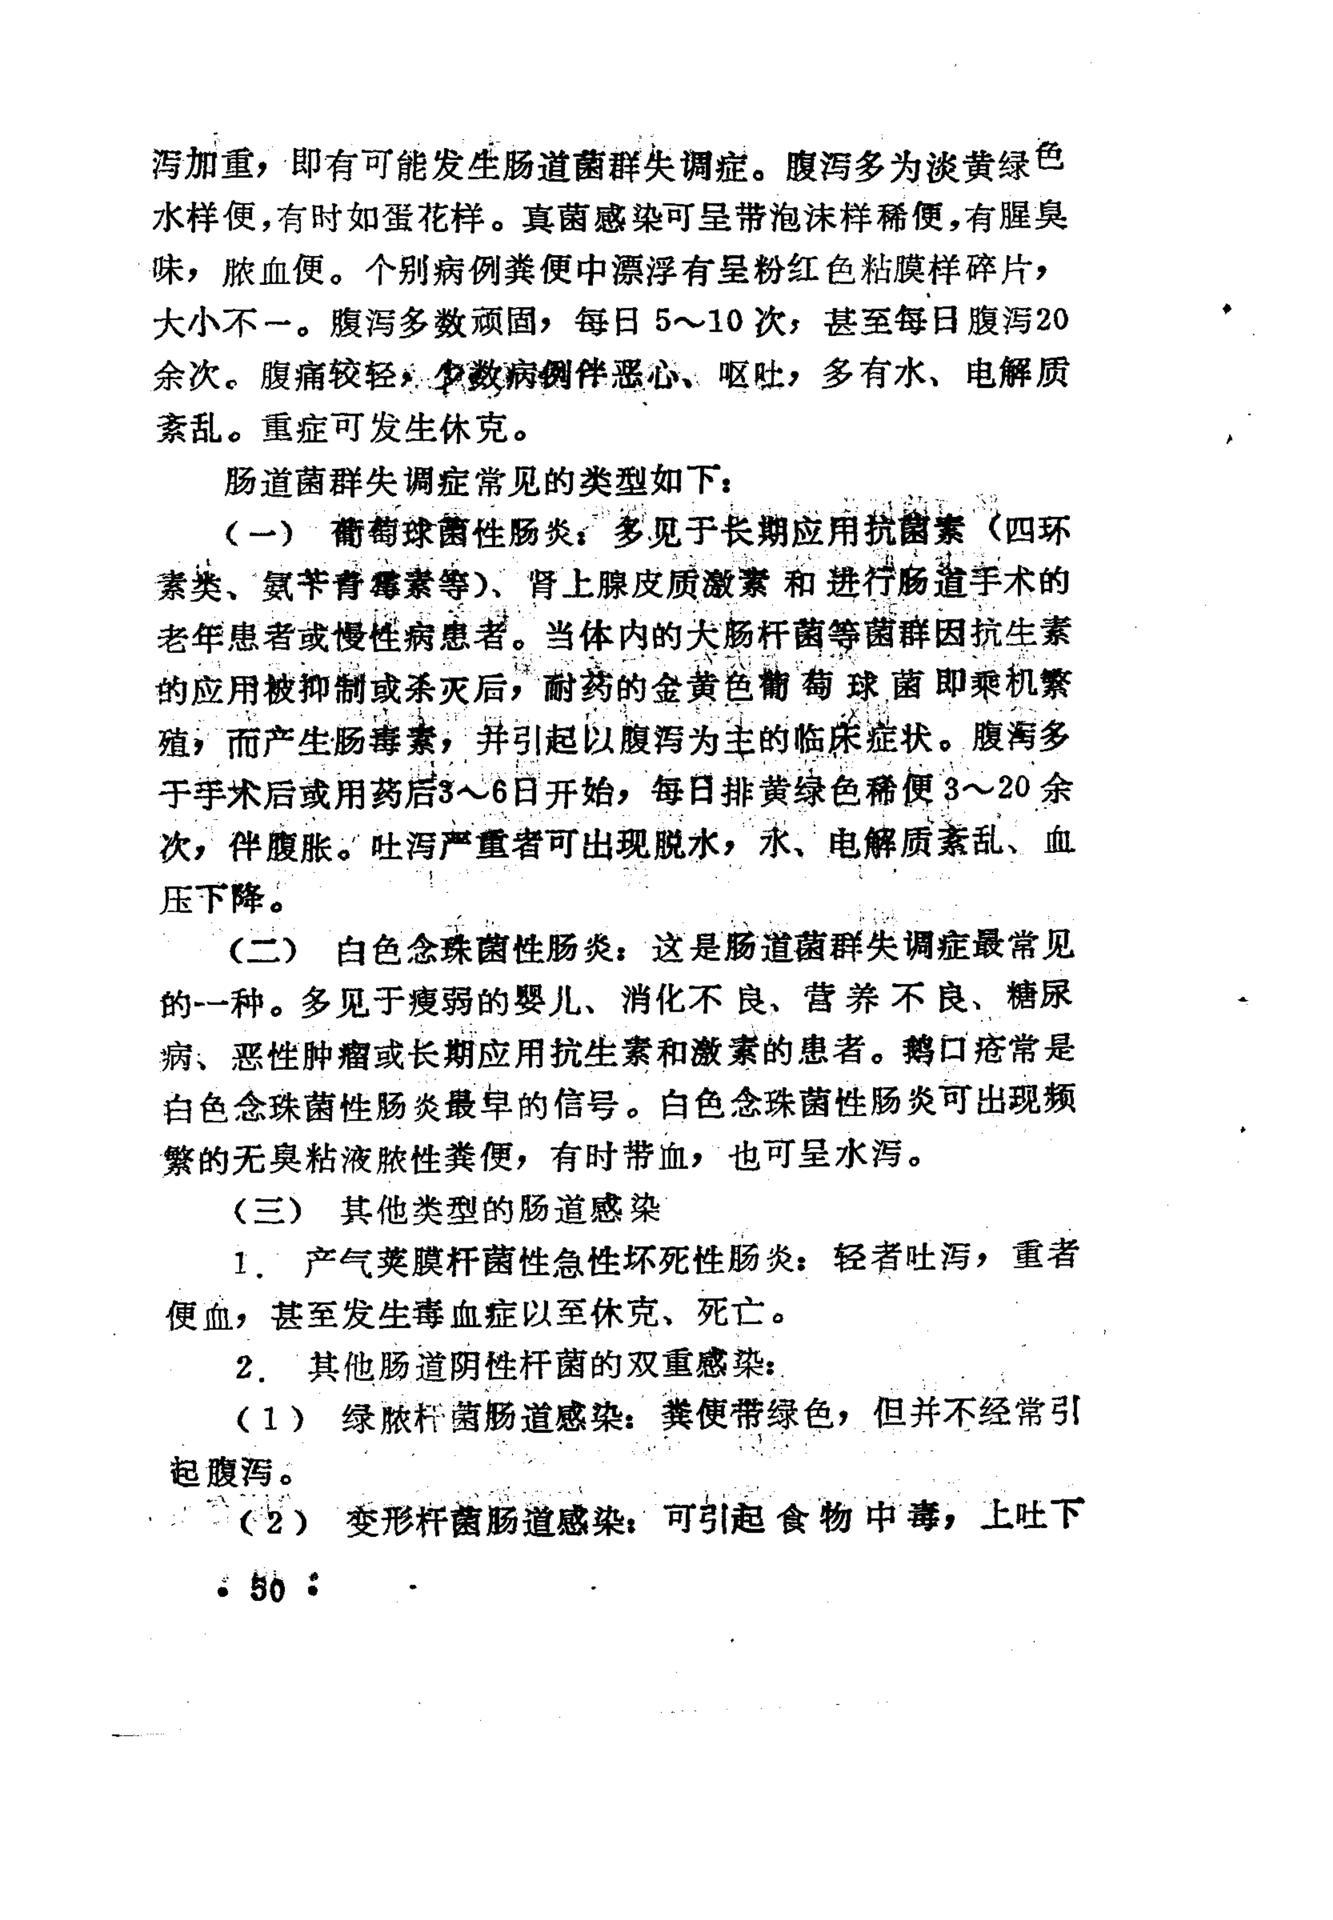 泻加重，即有可能发生肠道菌群失调症。腹泻多为淡黄绿色
水样便，有时如蛋花样。真菌感染可呈带泡沫样稀便，有腥臭
味，脓血便。个别病例粪便中漂浮有呈粉红色粘膜样碎片，
大小不一。腹泻多数顽固，每日5～10次，甚至每日腹泻20
余次。腹痛较轻，少数病例伴恶心、呕吐，多有水、电解质
紊乱。重症可发生休克。
肠道菌群失调症常见的类型如下：
（一） 葡萄球菌性肠炎：多见于长期应用抗菌素（四环
素类、氨苄青霉素等）、肾上腺皮质激素和进行肠道手术的
老年患者或慢性病患者。当体内的大肠杆菌等菌群因抗生素
的应用被抑制或杀灭后，耐药的金黄色葡萄球菌即乘机繁
殖，而产生肠毒素，并引起以腹泻为主的临床症状。腹泻多
于手术后或用药后3～6日开始，每日排黄绿色稀便3～20余
次，伴腹胀。吐泻严重者可出现脱水，水、电解质紊乱、血
压下降。
（二） 白色念珠菌性肠炎：这是肠道菌群失调症最常见
的一种。多见于瘦弱的婴儿、消化不良、营养不良、糖尿
病、恶性肿瘤或长期应用抗生素和激素的患者。鹅口疮常是
白色念珠菌性肠炎最早的信号。白色念珠菌性肠炎可出现频
繁的无臭粘液脓性粪便，有时带血，也可呈水泻。
（三） 其他类型的肠道感染
1． 产气荚膜杆菌性急性坏死性肠炎：轻者吐泻，重者
便血，甚至发生毒血症以至休克、死亡。
2． 其他肠道阴性杆菌的双重感染：
（1） 绿脓杆菌肠道感染：粪便带绿色，但并不经常引
起腹泻。
（2） 变形杆菌肠道感染：可引起食物中毒，上吐下
· 50 ·